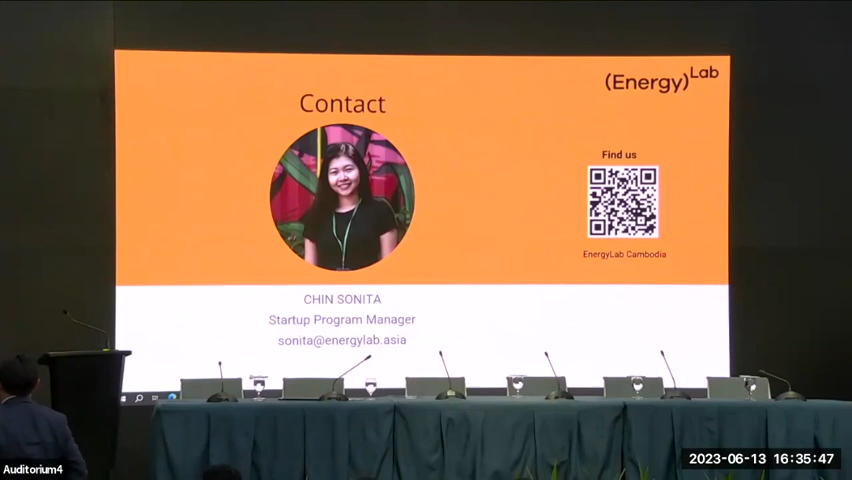 (Energy)Lab
Contact
Find us
EnergyLab Cambodia
CHIN SONITA
Startup Program Manager
sonita@energylab.asia
Auditorium4
2023-06-13 16:35:47